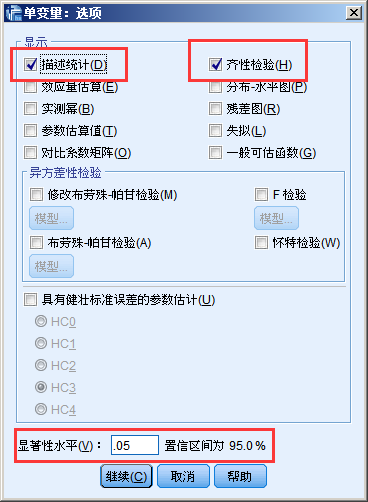 单变量：选项
显示
描述统计(D) 齐性检验(H)
效应量估算(E) 分布-水平图(P)
实测幂(B) 残差图(R)
参数估算值(T) 失拟(L)
对比系数矩阵(O) 一般可估函数(G)
异方差性检验
修改布劳殊-帕甘检验(M) F 检验
模型... 模型...
布劳殊-帕甘检验(A) 怀特检验(W)
模型...
具有健壮标准误差的参数估计(U)
HC0
HC1
HC2
HC3
HC4
显著性水平(V)： .05 置信区间为 95.0 %
继续(C) 取消 帮助